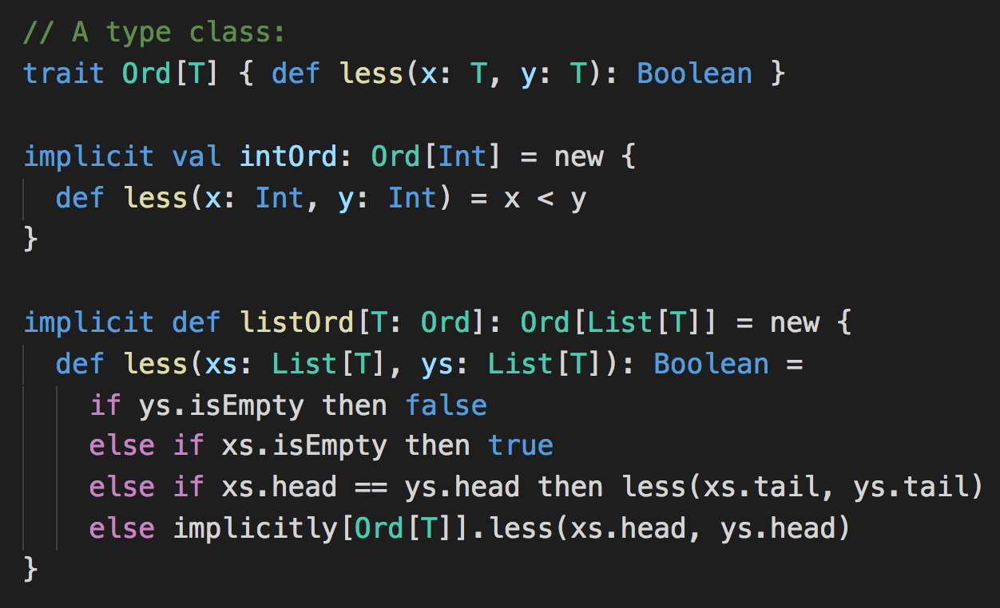 // A type class:
trait Ord[T] { def less(x: T, y: T): Boolean }
implicit val intOrd: Ord[Int] = new {
  def less(x: Int, y: Int) = x < y
}
implicit def listOrd[T: Ord]: Ord[List[T]] = new {
  def less(xs: List[T], ys: List[T]): Boolean =
    if ys.isEmpty then false
    else if xs.isEmpty then true
    else if xs.head == ys.head then less(xs.tail, ys.tail)
    else implicitly[Ord[T]].less(xs.head, ys.head)
}